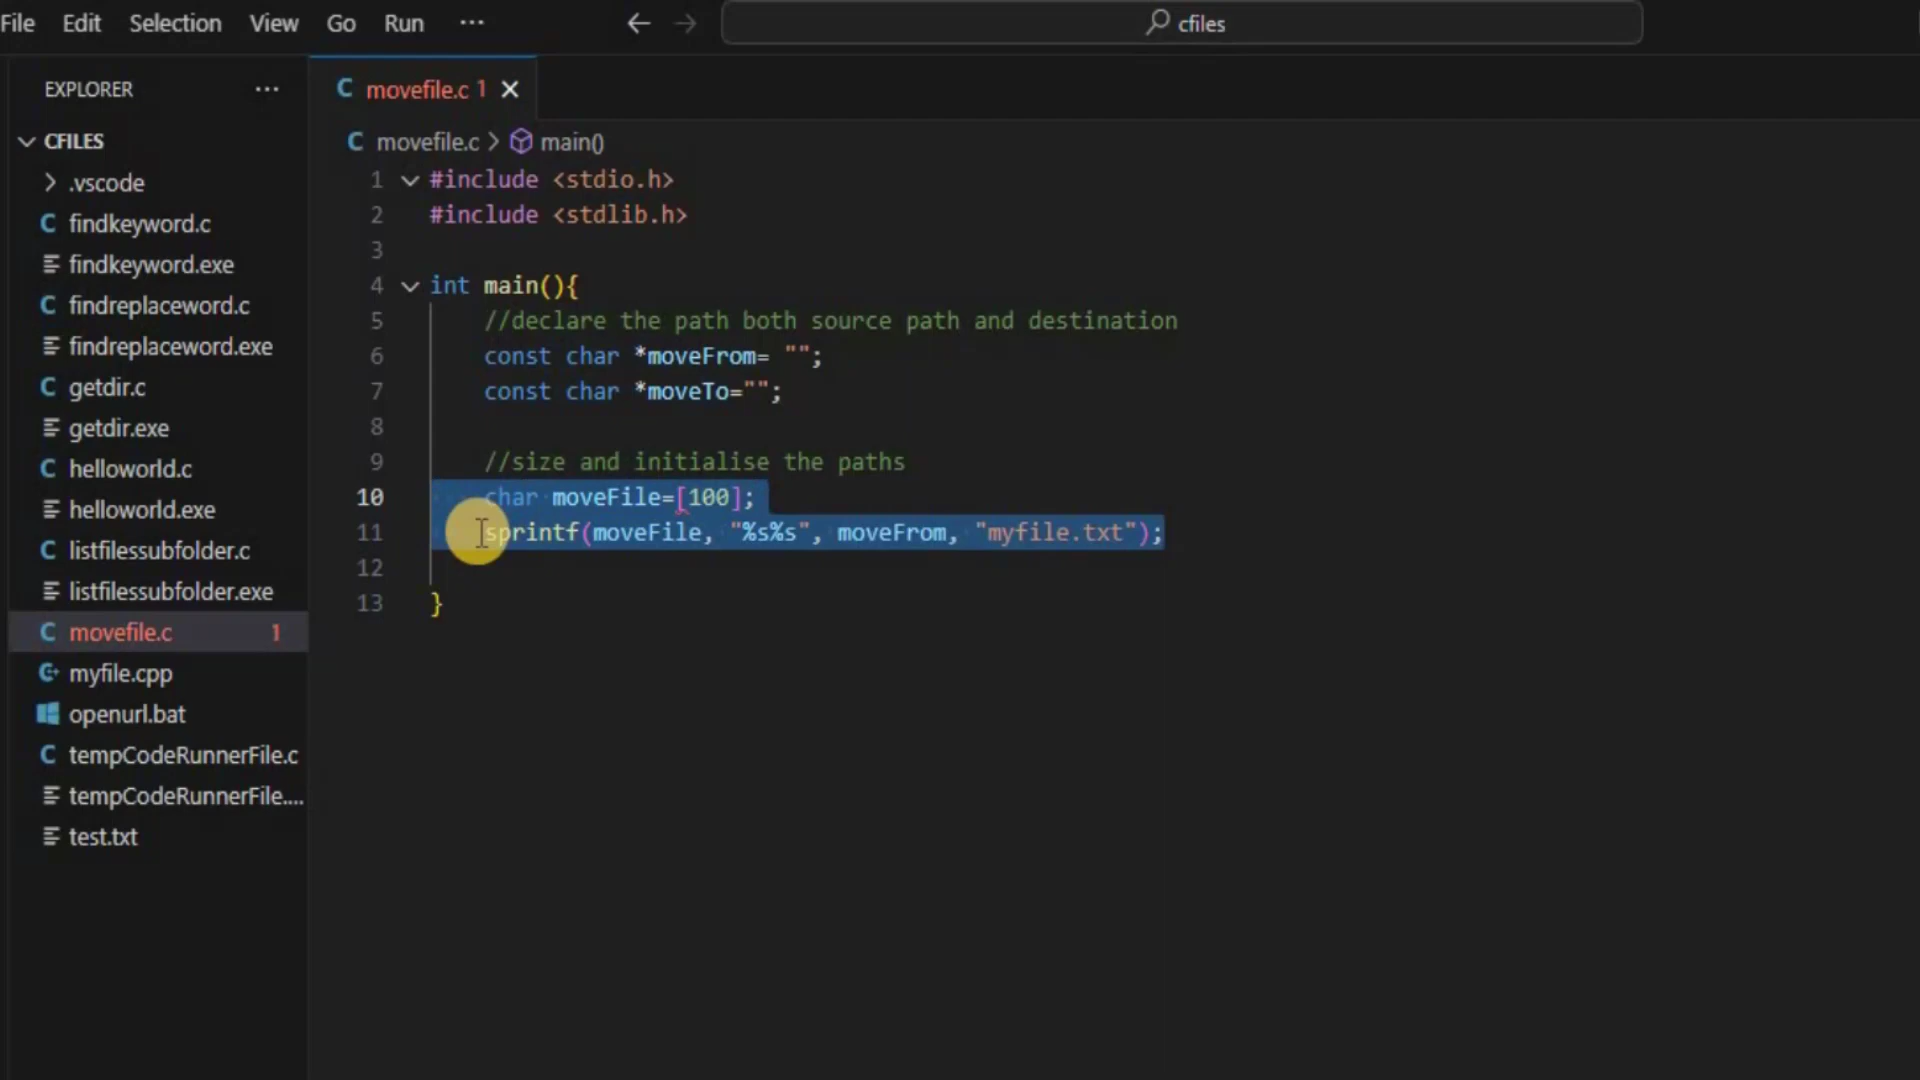 File Edit Selection View Go Run ··· cfiles
EXPLORER ···
CFILES
.vscode
findkeyword.c
findkeyword.exe
findreplaceword.c
findreplaceword.exe
getdir.c
getdir.exe
helloworld.c
helloworld.exe
listfilessubfolder.c
listfilessubfolder.exe
movefile.c 1
myfile.cpp
openurl.bat
tempCodeRunnerFile.c
tempCodeRunnerFile....
test.txt
C movefile.c 1
C movefile.c > main()
1 #include <stdio.h>
2 #include <stdlib.h>
3
4 int main(){
5 //declare the path both source path and destination
6 const char *moveFrom= "";
7 const char *moveTo="";
8
9 //size and initialise the paths
10 char moveFile=[100];
11 sprintf(moveFile, "%s%s", moveFrom, "myfile.txt");
12
13 }